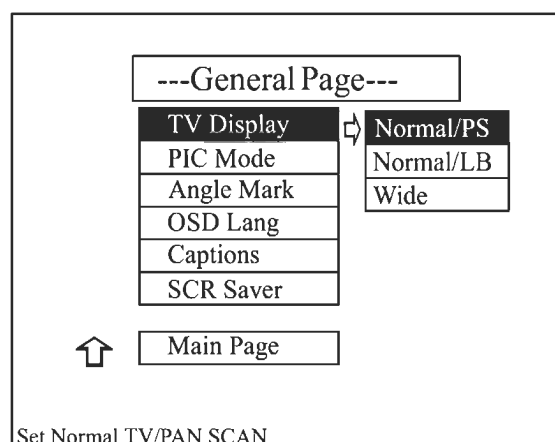 ---General Page---
TV Display
Normal/PS
PIC Mode
Normal/LB
Angle Mark
Wide
OSD Lang
Captions
SCR Saver
Main Page
Set Normal TV/PAN SCAN